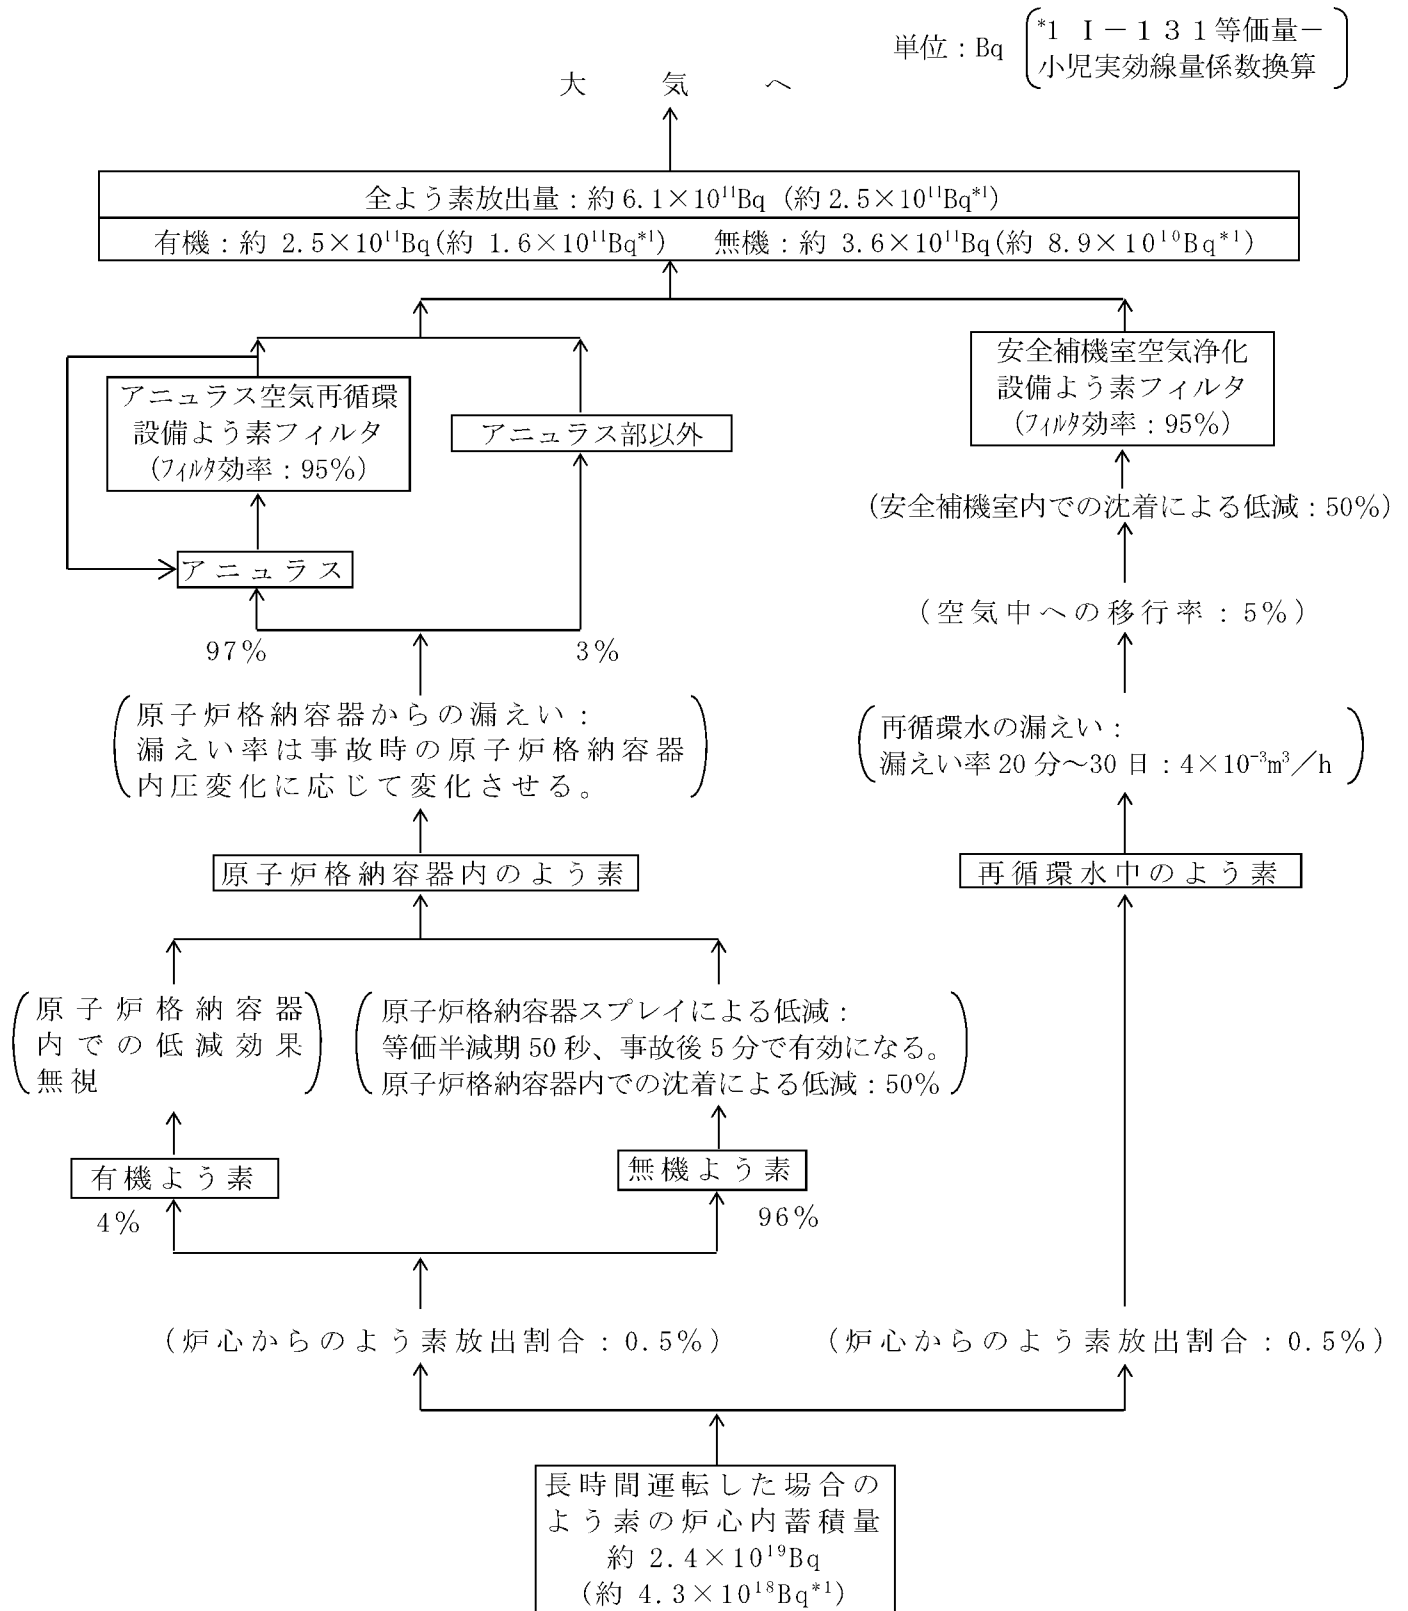 単位：Bq
*1 Ｉ－１３１等価量－
小児実効線量係数換算
大気へ
全よう素放出量：約6.1×10¹¹Bq (約2.5×10¹¹Bq*¹)
有機：約 2.5×10¹¹Bq(約 1.6×10¹¹Bq*¹) 無機：約 3.6×10¹¹Bq(約 8.9×10¹⁰Bq*¹)
アニュラス空気再循環
設備よう素フィルタ
(フィルタ効率：95%)
アニュラス部以外
安全補機室空気浄化
設備よう素フィルタ
(フィルタ効率：95%)
(安全補機室内での沈着による低減：50%)
アニュラス
(空気中への移行率：5%)
97%
3%
原子炉格納容器からの漏えい：
漏えい率は事故時の原子炉格納容器
内圧変化に応じて変化させる。
再循環水の漏えい：
漏えい率20分～30日：4×10⁻³m³／h
原子炉格納容器内のよう素
再循環水中のよう素
原子炉格納容器
内での低減効果
無視
原子炉格納容器スプレイによる低減：
等価半減期50秒、事故後5分で有効になる。
原子炉格納容器内での沈着による低減：50%
有機よう素
無機よう素
4%
96%
(炉心からのよう素放出割合：0.5%)
(炉心からのよう素放出割合：0.5%)
長時間運転した場合の
よう素の炉心内蓄積量
約 2.4×10¹⁹Bq
(約 4.3×10¹⁸Bq*¹)